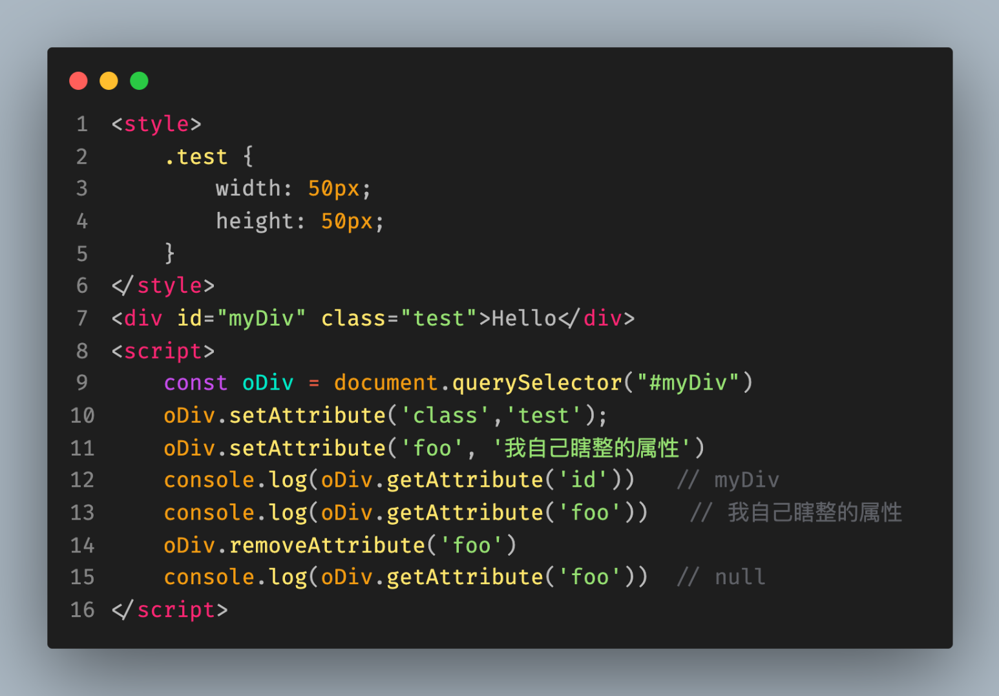 1 <style>
2     .test {
3         width: 50px;
4         height: 50px;
5     }
6 </style>
7 <div id="myDiv" class="test">Hello</div>
8 <script>
9     const oDiv = document.querySelector("#myDiv")
10     oDiv.setAttribute('class','test');
11     oDiv.setAttribute('foo', '我自己瞎整的属性')
12     console.log(oDiv.getAttribute('id'))   // myDiv
13     console.log(oDiv.getAttribute('foo'))   // 我自己瞎整的属性
14     oDiv.removeAttribute('foo')
15     console.log(oDiv.getAttribute('foo'))  // null
16 </script>